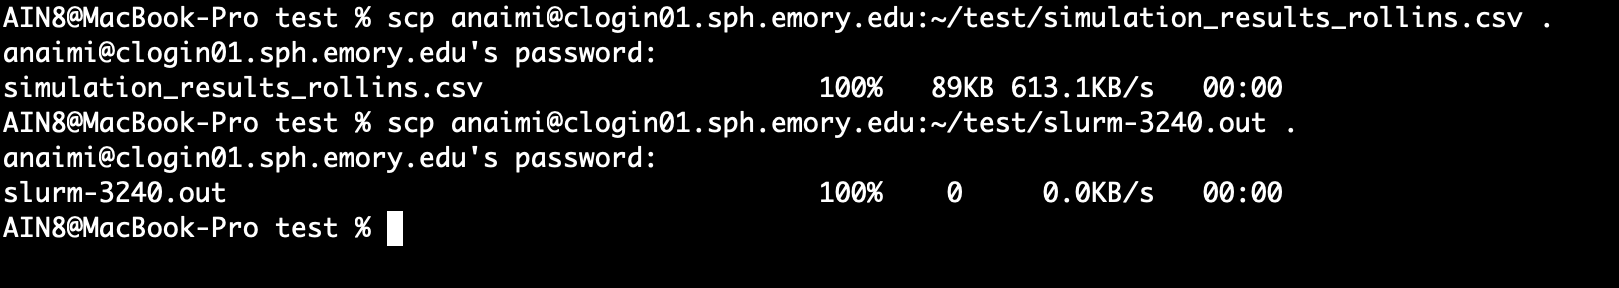 AIN8@MacBook-Pro test % scp anaimi@clogin01.sph.emory.edu:~/test/simulation_results_rollins.csv .
anaimi@clogin01.sph.emory.edu's password:
simulation_results_rollins.csv 100% 89KB 613.1KB/s 00:00
AIN8@MacBook-Pro test % scp anaimi@clogin01.sph.emory.edu:~/test/slurm-3240.out .
anaimi@clogin01.sph.emory.edu's password:
slurm-3240.out 100% 0 0.0KB/s 00:00
AIN8@MacBook-Pro test %